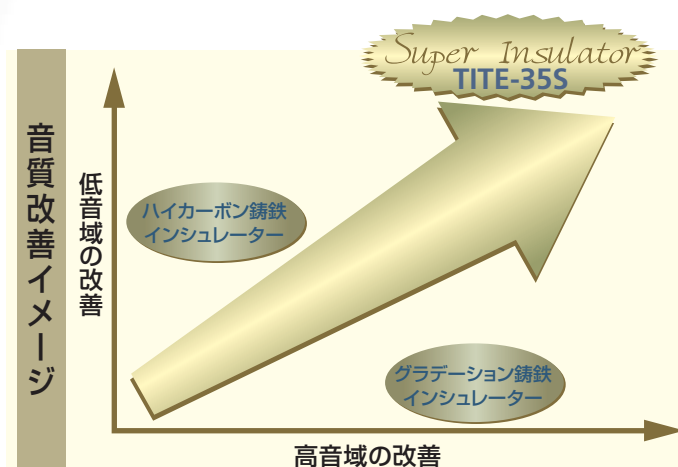 Super Insulator
TITE-35S
音質改善イメージ
低音域の改善
ハイカーボン鋳鉄
インシュレーター
グラデーション鋳鉄
インシュレーター
高音域の改善